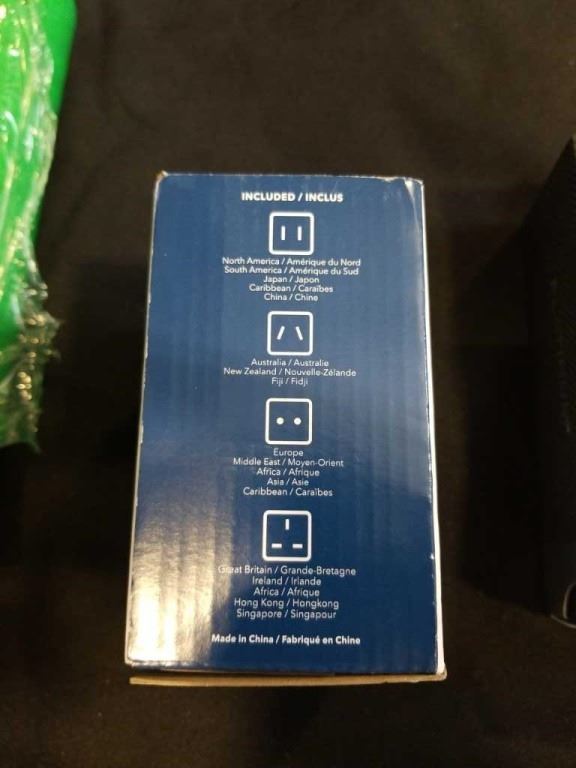 INCLUDED / INCLUS
North America / Amérique du Nord
South America / Amérique du Sud
Japan / Japon
Caribbean / Caraïbes
China / Chine
Australia / Australie
New Zealand / Nouvelle-Zélande
Fiji / Fidji
Europe
Middle East / Moyen-Orient
Africa / Afrique
Asia / Asie
Caribbean / Caraïbes
Great Britain / Grande-Bretagne
Ireland / Irlande
Africa / Afrique
Hong Kong / Hongkong
Singapore / Singapour
Made in China / Fabriqué en Chine